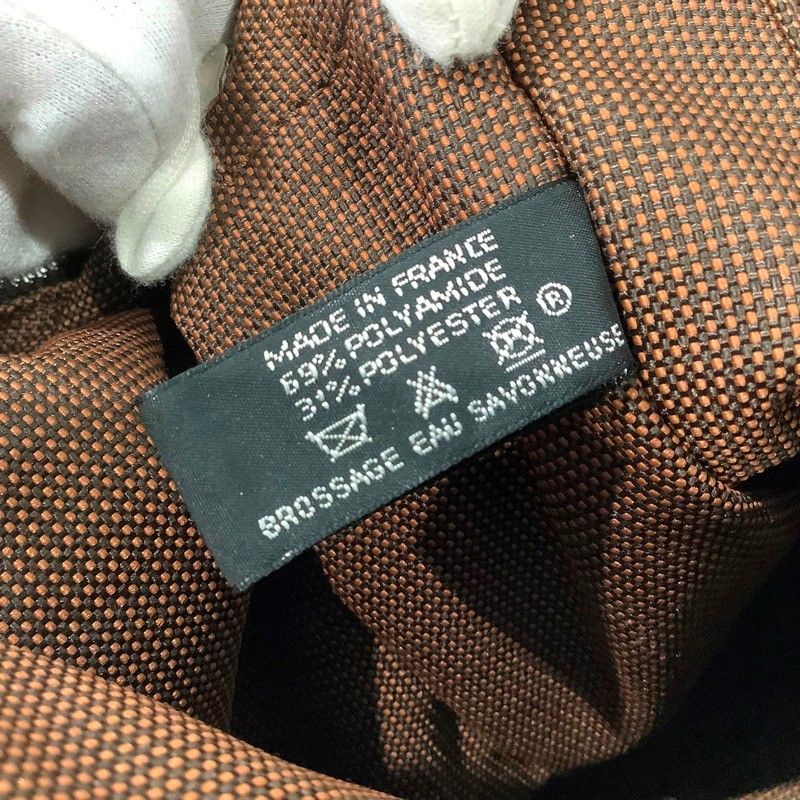 MADE IN FRANCE
69% POLYAMIDE
31% POLYESTER ®
BROSSAGE EAU SAVONNEUSE